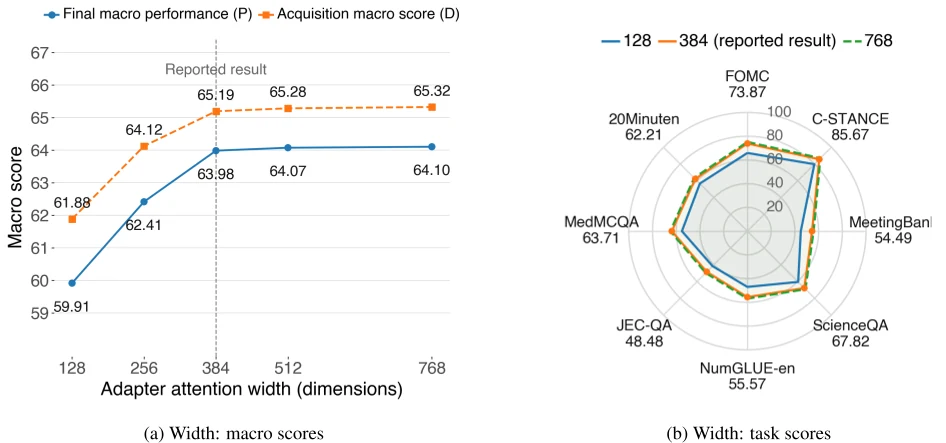 Final macro performance (P) Acquisition macro score (D)
67
66
65
64
63
62
61
60
59
Macro score
Reported result
61.88
64.12
65.19
65.28
65.32
59.91
62.41
63.98
64.07
64.10
128 256 384 512 768
Adapter attention width (dimensions)
(a) Width: macro scores
128 384 (reported result) 768
FOMC
73.87
100
80
60
40
20
C-STANCE
85.67
MeetingBank
54.49
ScienceQA
67.82
NumGLUE-en
55.57
JEC-QA
48.48
MedMCQA
63.71
20Minuten
62.21
(b) Width: task scores